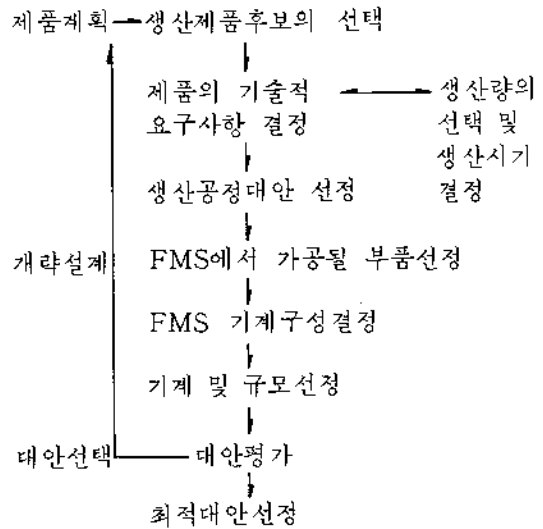 제품계획 생산제품후보의 선택
제품의 기술적
요구사항 결정
생산량의
선택 및
생산시기
결정
생산공정대안 선정
개략설계
FMS에서 가공될 부품선정
FMS 기계구성결정
기계 및 규모선정
대안선택
대안평가
최적대안선정